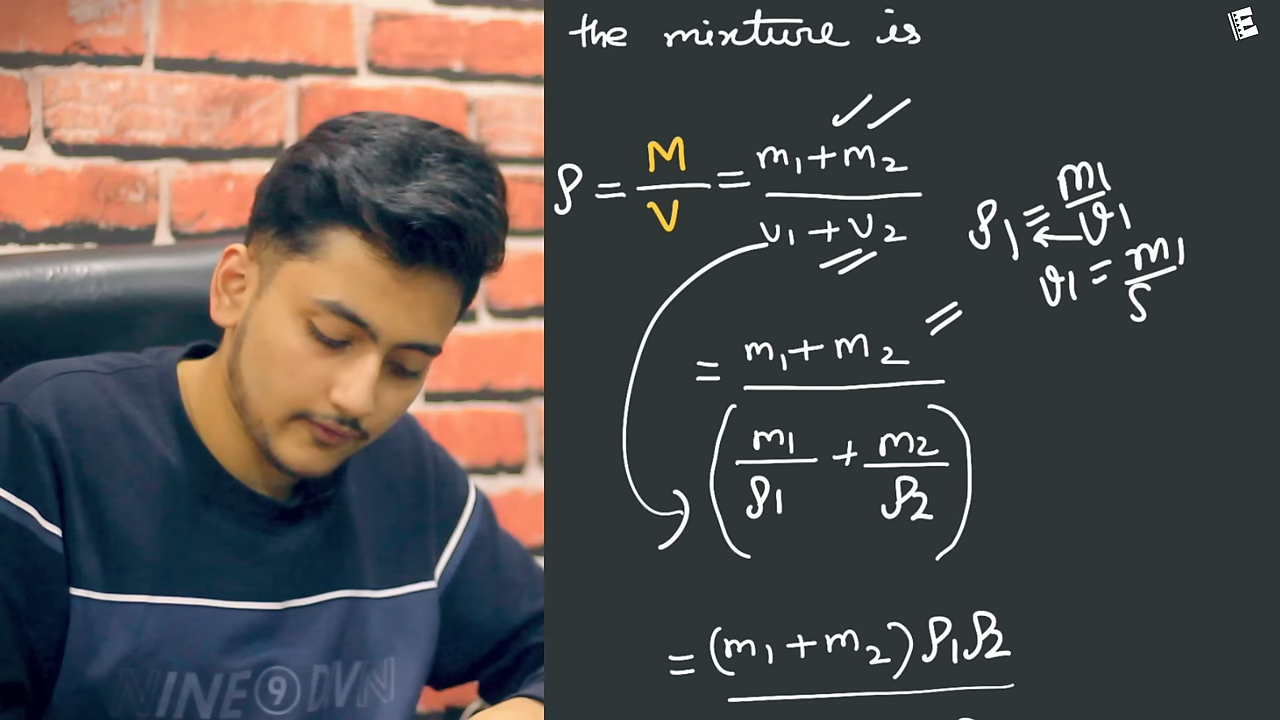 the mixture is
ρ = M/V = m₁+m₂/v₁+v₂
ρ₁ = m₁/v₁
v₁ = m₁/ρ
= m₁+m₂/(m₁/ρ₁ + m₂/ρ₂)
= (m₁+m₂)ρ₁ρ₂
NINE 9 DVN